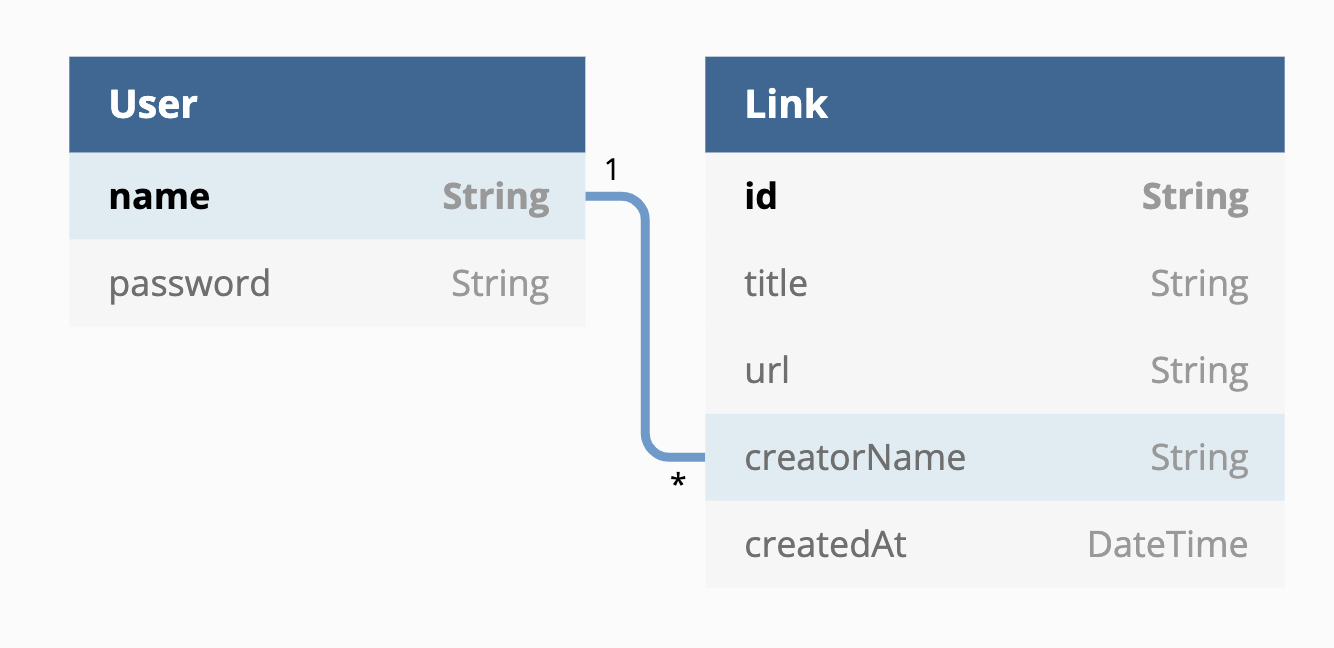 User
name String
password String
1
*
Link
id String
title String
url String
creatorName String
createdAt DateTime